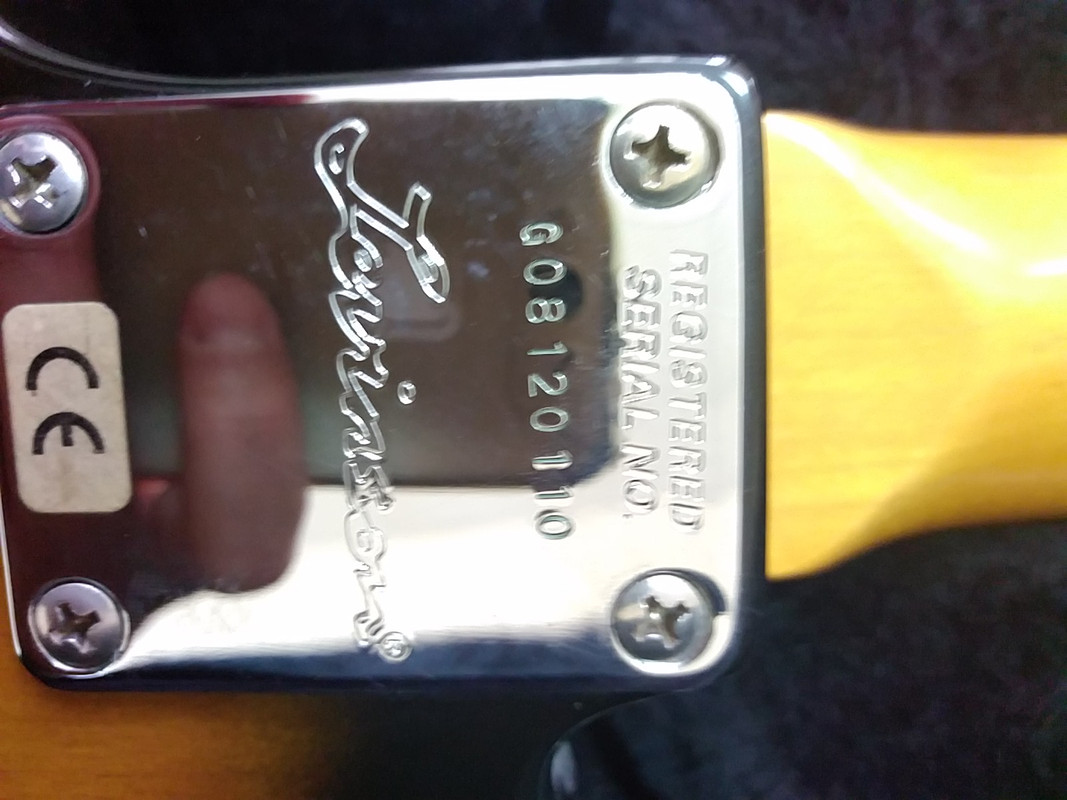 REGISTERED
SERIAL NO.
G08120110
Levinson®
CE